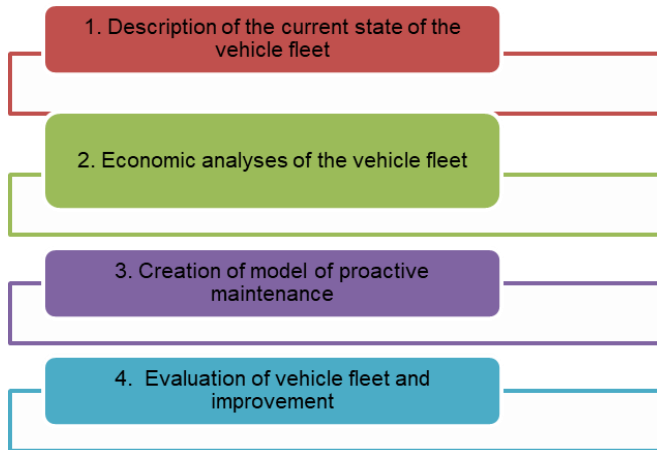 1. Description of the current state of the
vehicle fleet
2. Economic analyses of the vehicle fleet
3. Creation of model of proactive
maintenance
4. Evaluation of vehicle fleet and
improvement